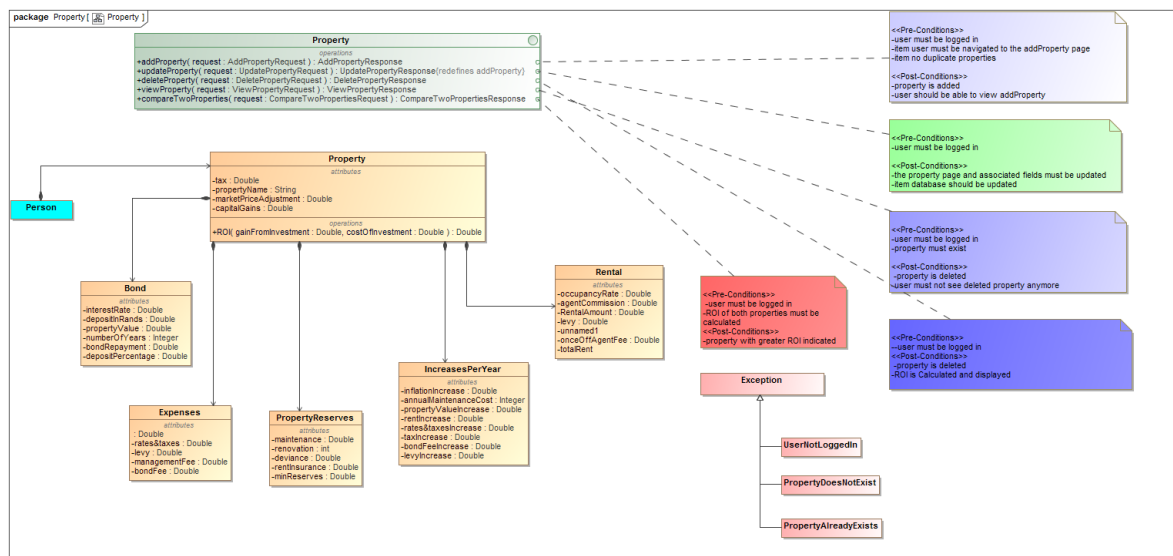 package Property [ Property ]
Property
operations
+addProperty( request : AddPropertyRequest ) : AddPropertyResponse
+updateProperty( request : UpdatePropertyRequest ) : UpdatePropertyResponse{redefines addProperty}
+deleteProperty( request : DeletePropertyRequest ) : DeletePropertyResponse
+viewProperty( request : ViewPropertyRequest ) : ViewPropertyResponse
+compareTwoProperties( request : CompareTwoPropertiesRequest ) : CompareTwoPropertiesResponse
<<Pre-Conditions>>
-user must be logged in
-item user must be navigated to the addProperty page
-item no duplicate properties
<<Post-Conditions>>
-property is added
-user should be able to view addProperty
<<Pre-Conditions>>
-user must be logged in
<<Post-Conditions>>
-the property page and associated fields must be updated
-item database should be updated
<<Pre-Conditions>>
-user must be logged in
-property must exist
<<Post-Conditions>>
-property is deleted
-user must not see deleted property anymore
<<Pre-Conditions>>
--user must be logged in
<<Post-Conditions>>
-property is deleted
-ROI is Calculated and displayed
<<Pre-Conditions>>
-user must be logged in
-ROI of both properties must be
calculated
<<Post-Conditions>>
-property with greater ROI indicated
Person
Property
attributes
-tax : Double
-propertyName : String
-marketPriceAdjustment : Double
-capitalGains : Double
operations
+ROI( gainFromInvestment : Double, costOfInvestment : Double ) : Double
Bond
attributes
-interestRate : Double
-depositInRands : Double
-propertyValue : Double
-numberOfYears : Integer
-bondRepayment : Double
-depositPercentage : Double
Expenses
attributes
: Double
-rates&taxes : Double
-levy : Double
-managementFee : Double
-bondFee : Double
PropertyReserves
attributes
-maintenance : Double
-renovation : int
-deviance : Double
-rentInsurance : Double
-minReserves : Double
IncreasesPerYear
attributes
-inflationIncrease : Double
-annualMaintenanceCost : Integer
-propertyValueIncrease : Double
-rentIncrease : Double
-rates&taxesIncrease : Double
-taxIncrease : Double
-bondFeeIncrease : Double
-levyIncrease : Double
Rental
attributes
-occupancyRate : Double
-agentCommission : Double
-RentalAmount : Double
-levy : Double
-unnamed1
-onceOffAgentFee : Double
-totalRent
Exception
UserNotLoggedIn
PropertyDoesNotExist
PropertyAlreadyExists